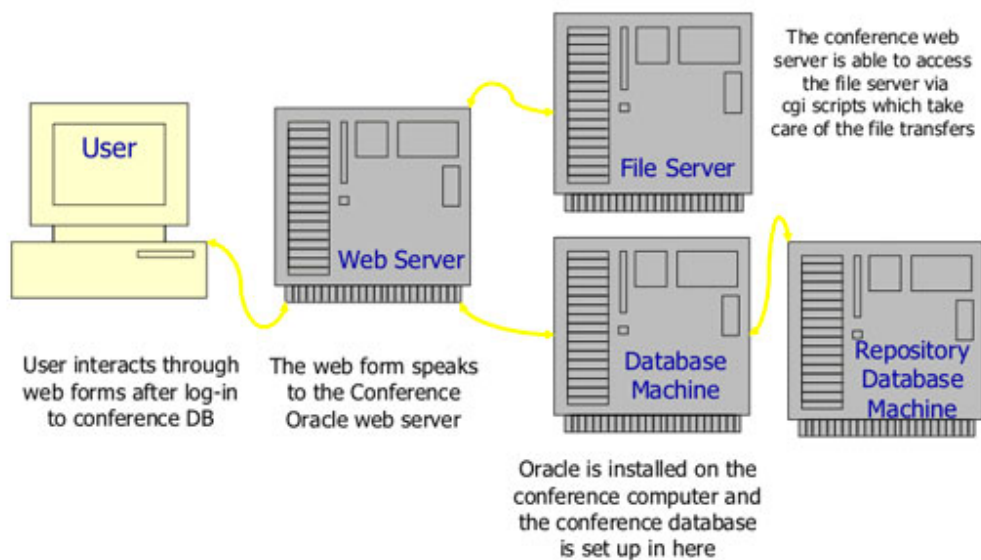 User
Web Server
File Server
Database
Machine
Repository
Database
Machine
The conference web
server is able to access
the file server via
cgi scripts which take
care of the file transfers
User interacts through
web forms after log-in
to conference DB
The web form speaks
to the Conference
Oracle web server
Oracle is installed on the
conference computer and
the conference database
is set up in here